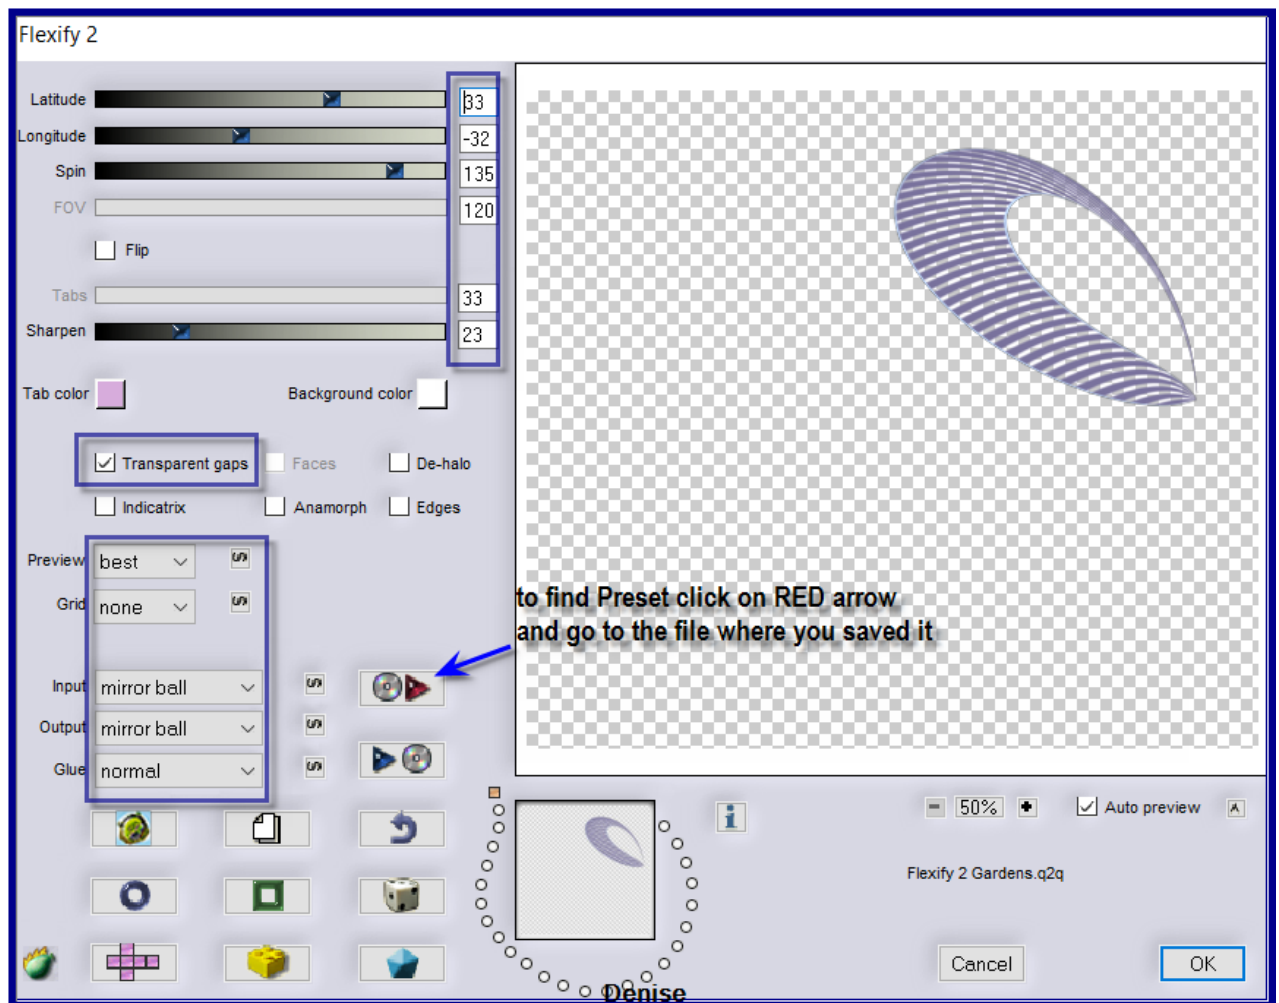 Flexify 2
Latitude 33
Longitude -32
Spin 135
FOV 120
Flip
Tabs 33
Sharpen 23
Tab color Background color
Transparent gaps Faces De-halo
Indicatrix Anamorph Edges
Preview best
Grid none
to find Preset click on RED arrow
and go to the file where you saved it
Input mirror ball
Output mirror ball
Glue normal
50% Auto preview
Flexify 2 Gardens.q2q
Cancel OK
Denise